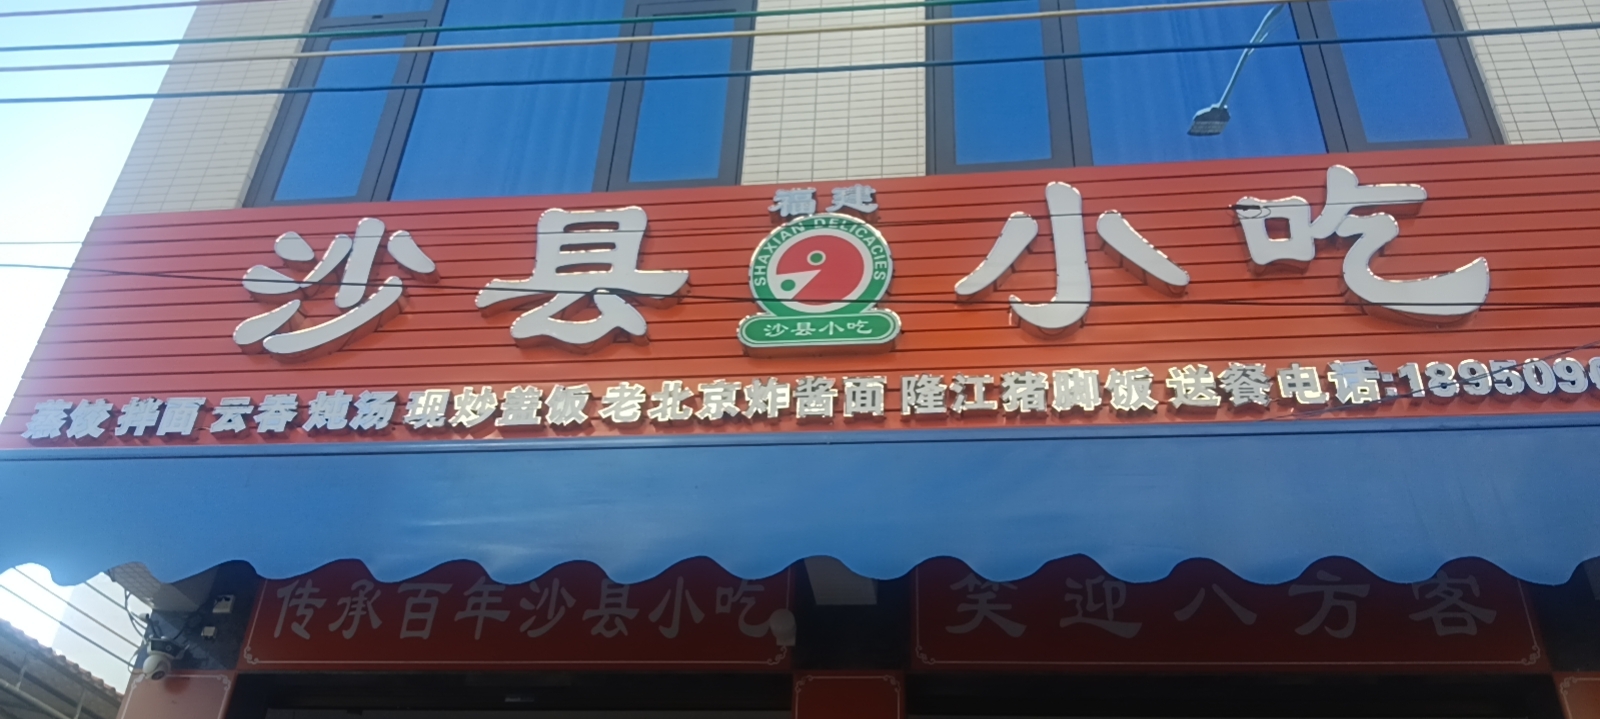 福建
沙县小吃
SHAXIAN DELICACIES
沙县小吃
蒸饺 拌面 云吞 炖汤 现炒盖饭 老北京炸酱面 隆江猪脚饭 送餐电话:1895090
传承百年沙县小吃
笑迎八方客